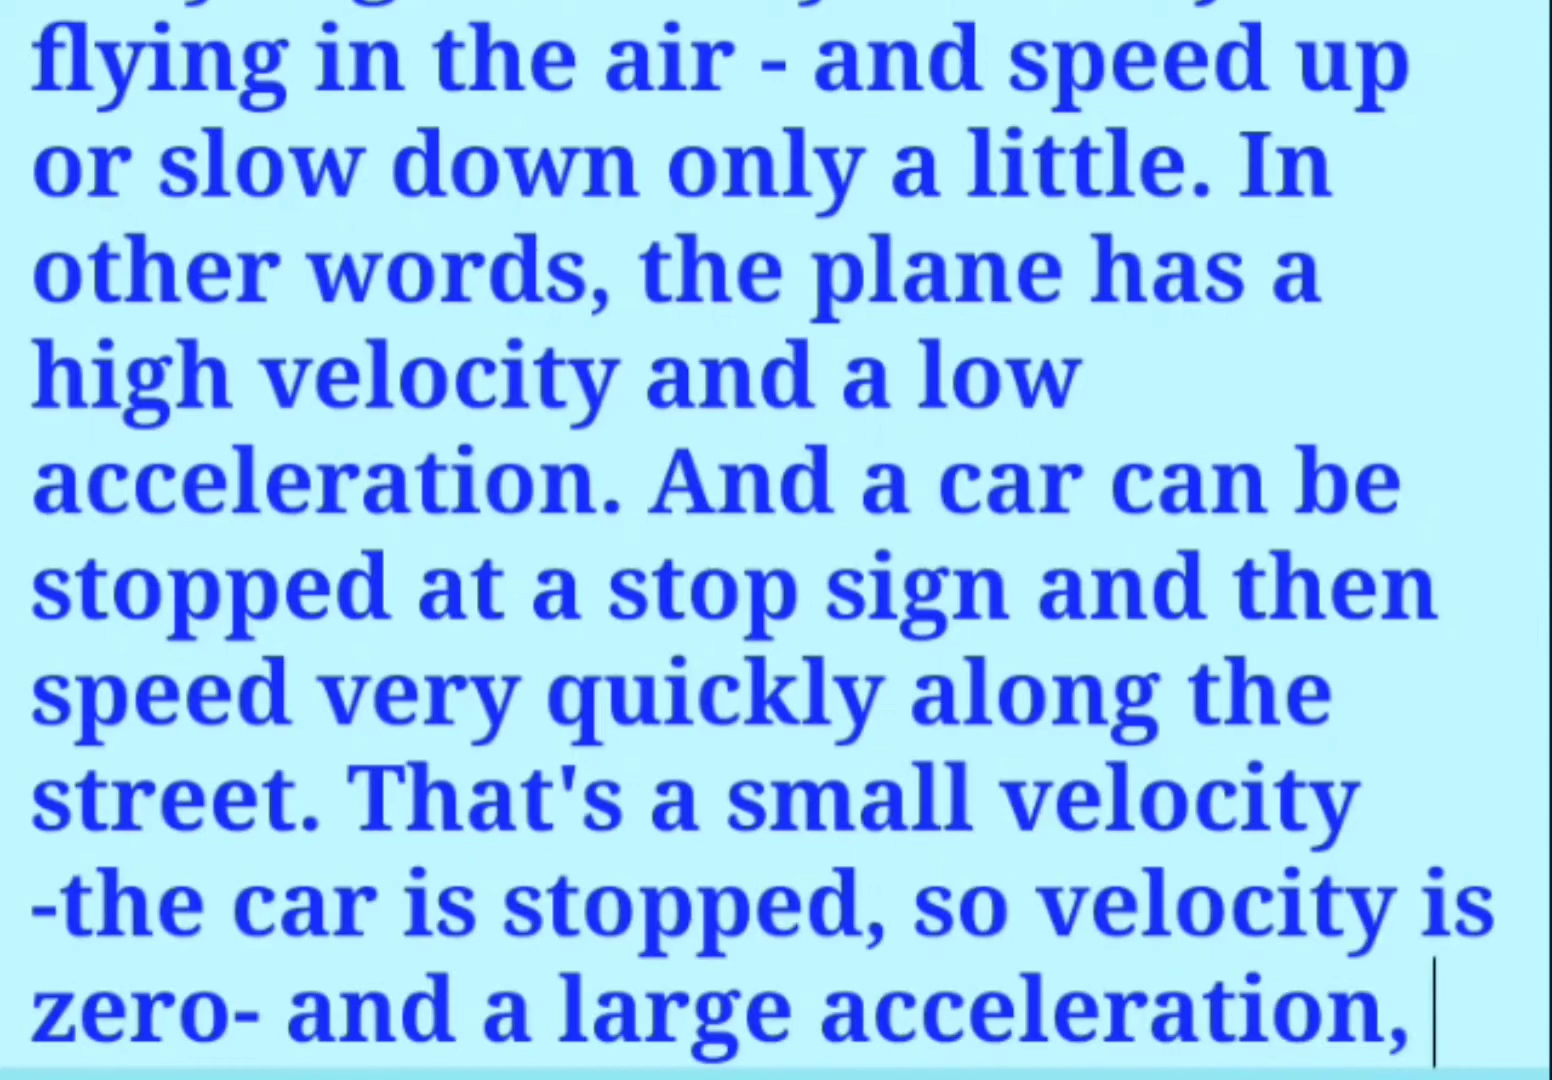 flying in the air - and speed up
or slow down only a little. In
other words, the plane has a
high velocity and a low
acceleration. And a car can be
stopped at a stop sign and then
speed very quickly along the
street. That's a small velocity
-the car is stopped, so velocity is
zero- and a large acceleration,